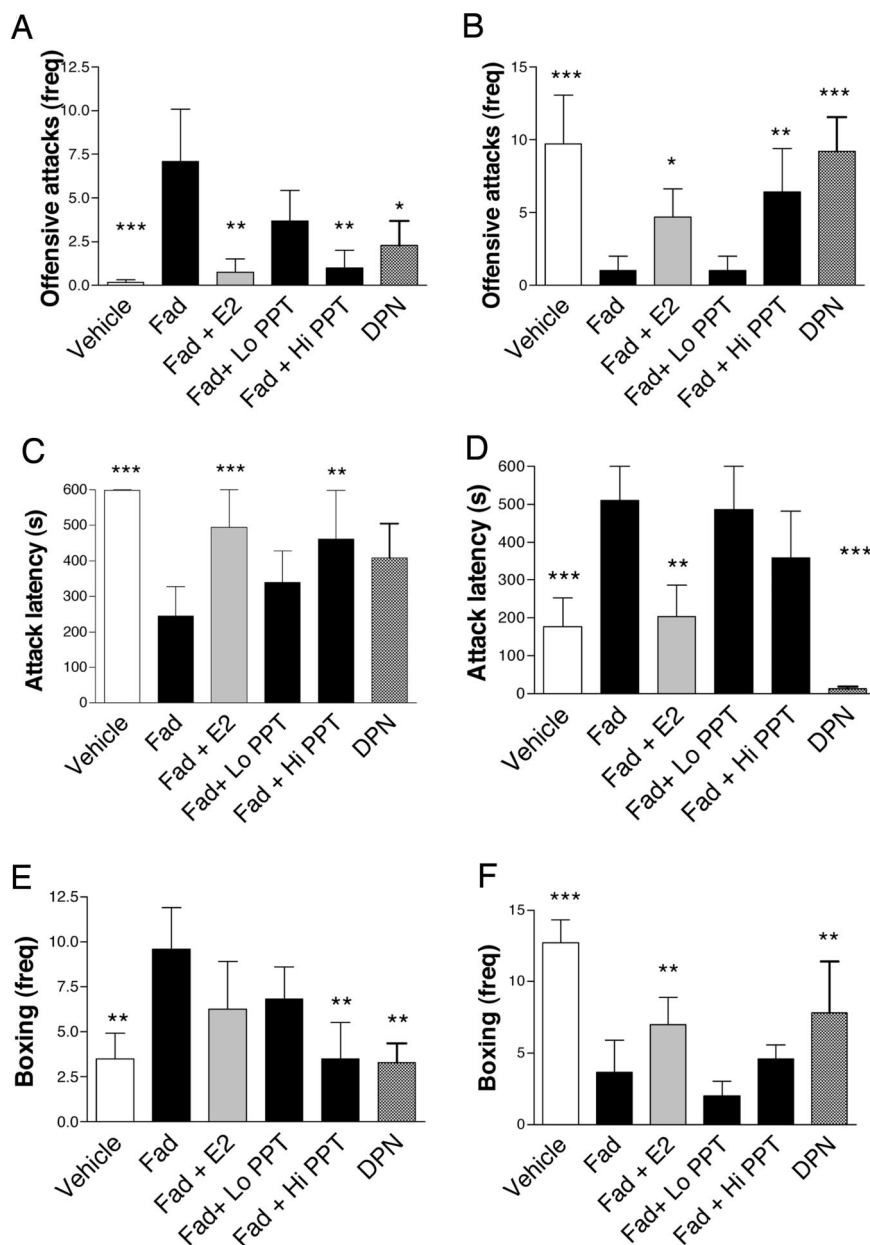 A
Offensive attacks (freq)
12.5
10.0
7.5
5.0
2.5
0.0
***
**
**
*
Vehicle
Fad
Fad + E2
Fad+ Lo PPT
Fad + Hi PPT
DPN
B
Offensive attacks (freq)
15
10
5
0
***
*
**
***
Vehicle
Fad
Fad + E2
Fad+ Lo PPT
Fad + Hi PPT
DPN
C
Attack latency (s)
600
500
400
300
200
100
0
***
***
**
Vehicle
Fad
Fad + E2
Fad+ Lo PPT
Fad + Hi PPT
DPN
D
Attack latency (s)
600
500
400
300
200
100
0
***
**
***
Vehicle
Fad
Fad + E2
Fad+ Lo PPT
Fad + Hi PPT
DPN
E
Boxing (freq)
12.5
10.0
7.5
5.0
2.5
0.0
**
**
**
Vehicle
Fad
Fad + E2
Fad+ Lo PPT
Fad + Hi PPT
DPN
F
Boxing (freq)
15
10
5
0
***
**
**
Vehicle
Fad
Fad + E2
Fad+ Lo PPT
Fad + Hi PPT
DPN